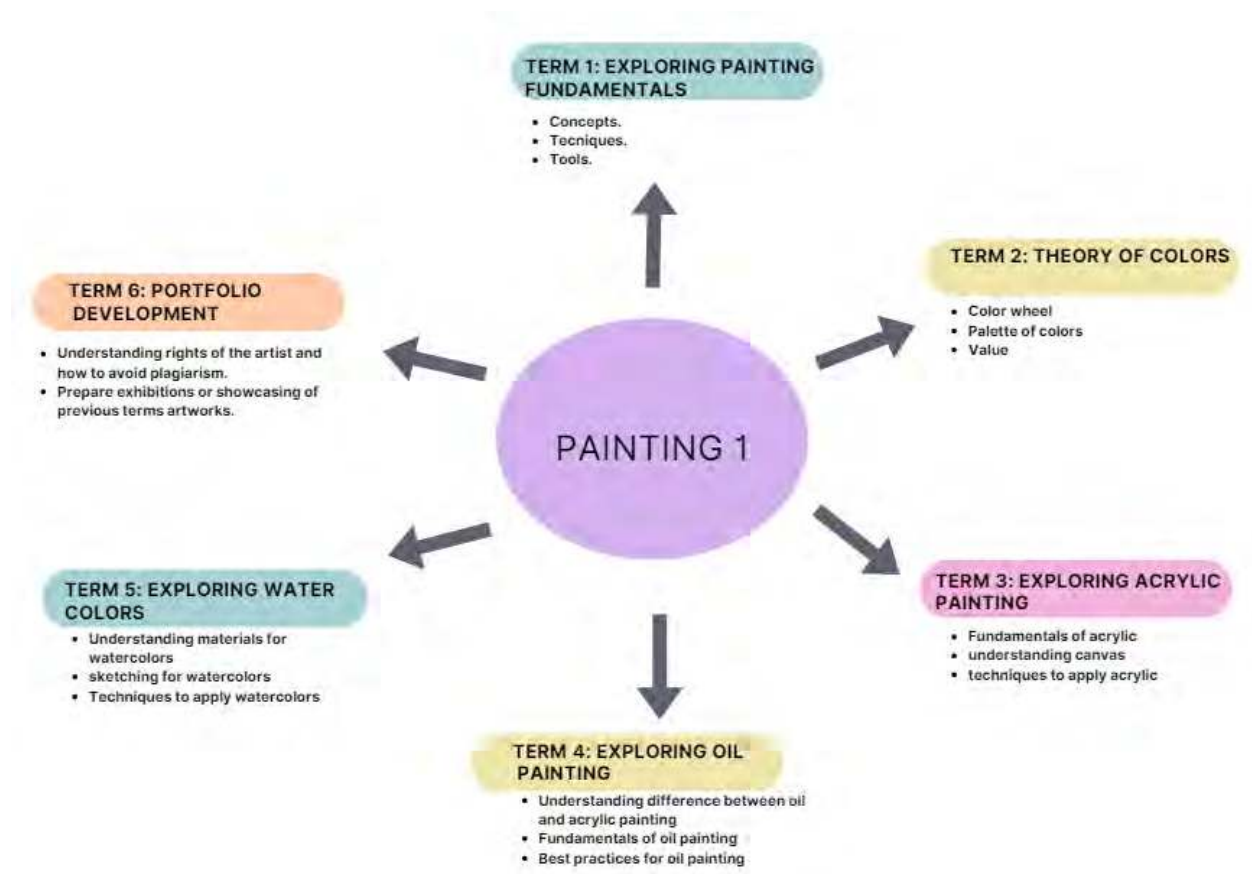 TERM 1: EXPLORING PAINTING
FUNDAMENTALS
• Concepts.
• Tecniques.
• Tools.
TERM 2: THEORY OF COLORS
• Color wheel
• Palette of colors
• Value
TERM 6: PORTFOLIO
DEVELOPMENT
• Understanding rights of the artist and
how to avoid plagiarism.
• Prepare exhibitions or showcasing of
previous terms artworks.
PAINTING 1
TERM 3: EXPLORING ACRYLIC
PAINTING
• Fundamentals of acrylic
• understanding canvas
• techniques to apply acrylic
TERM 5: EXPLORING WATER
COLORS
• Understanding materials for
watercolors
• sketching for watercolors
• Techniques to apply watercolors
TERM 4: EXPLORING OIL
PAINTING
• Understanding difference between oil
and acrylic painting
• Fundamentals of oil painting
• Best practices for oil painting